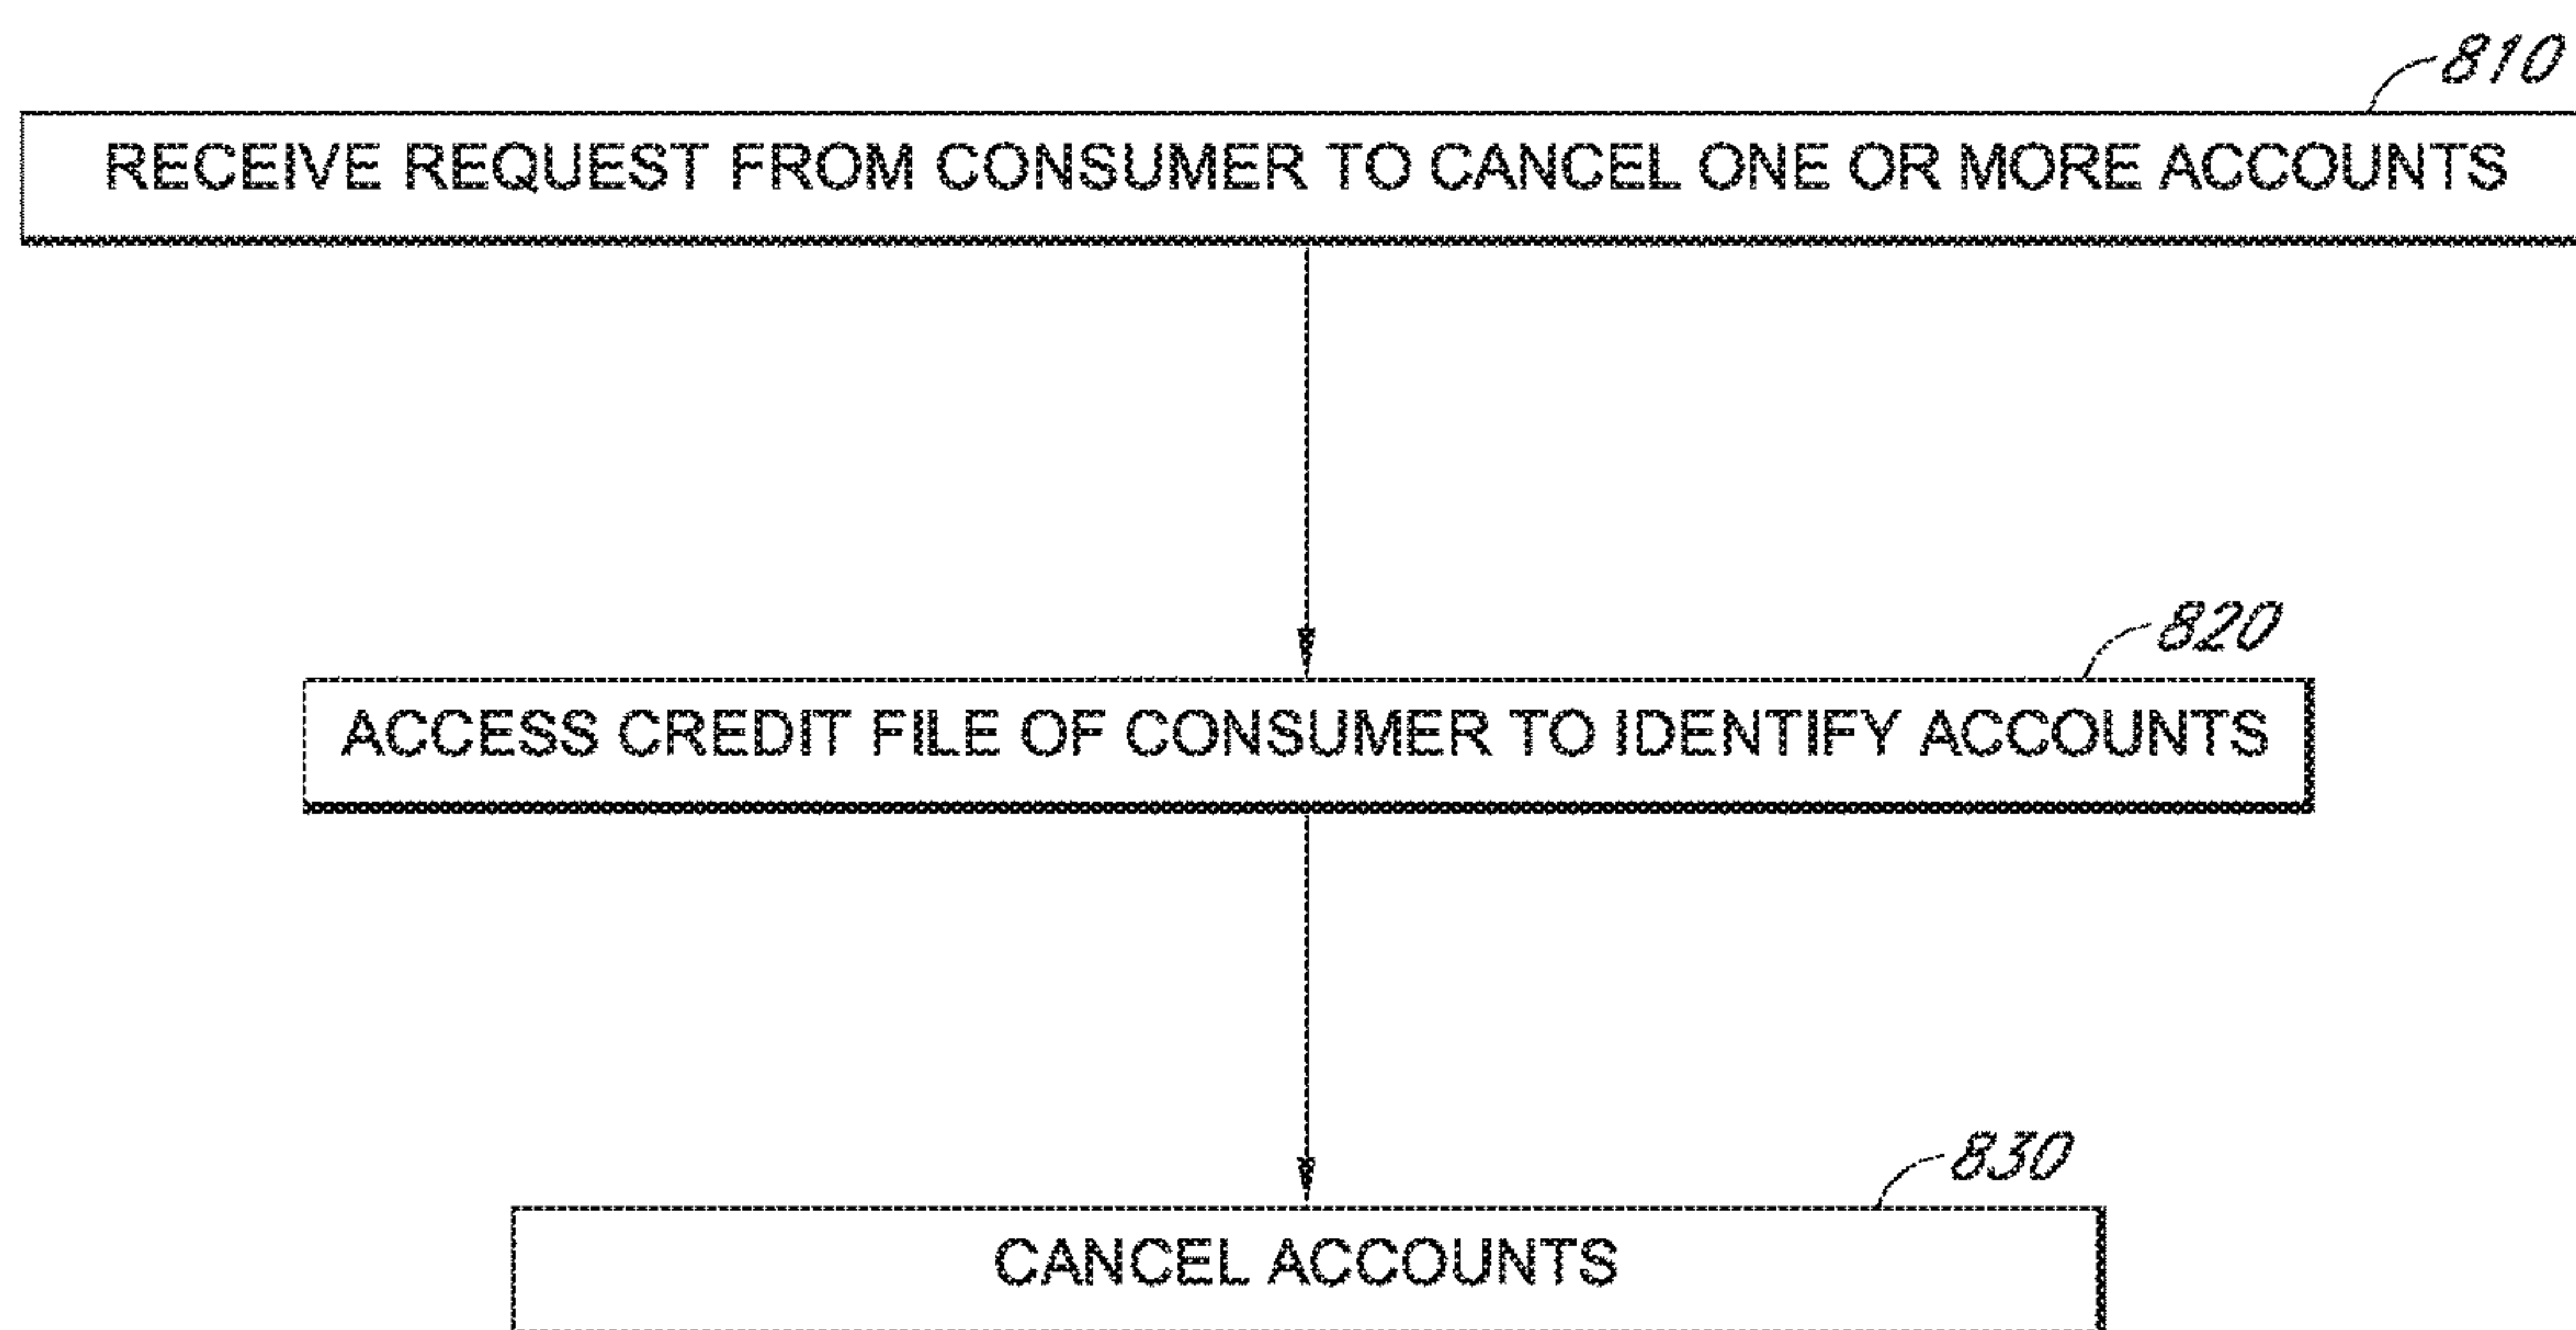 810
RECEIVE REQUEST FROM CONSUMER TO CANCEL ONE OR MORE ACCOUNTS
820
ACCESS CREDIT FILE OF CONSUMER TO IDENTIFY ACCOUNTS
830
CANCEL ACCOUNTS